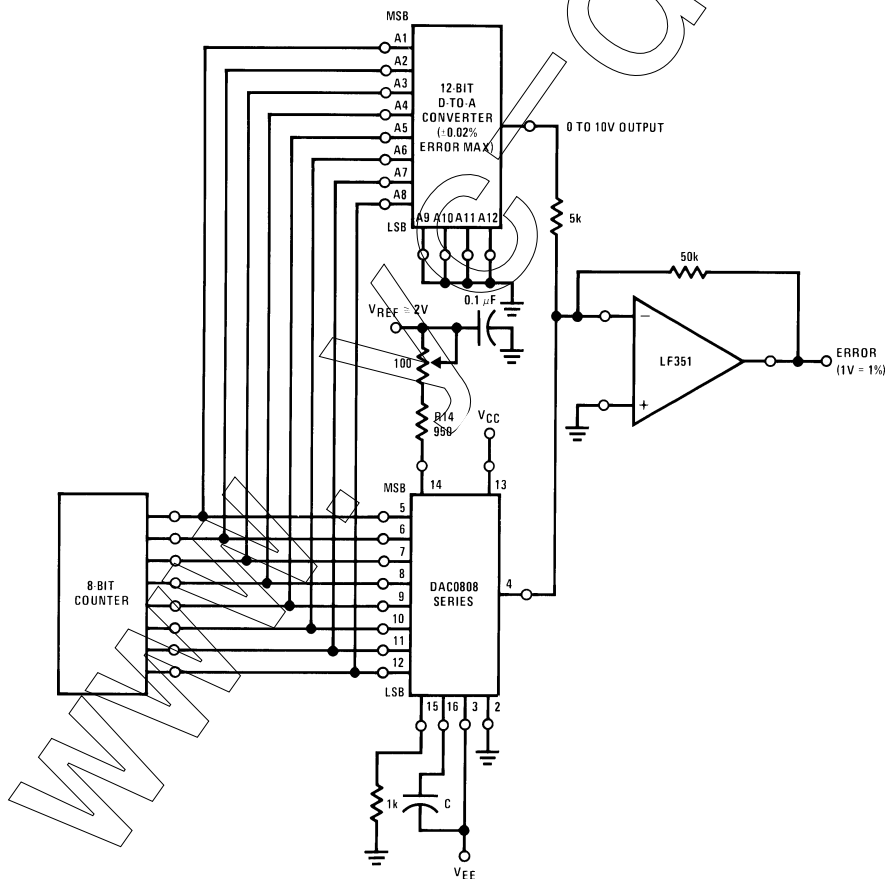 MSB
A1
A2
A3
A4
A5
A6
A7
A8
LSB
12-BIT
D-TO-A
CONVERTER
(±0.02%
ERROR MAX)
A9 A10 A11 A12
0 TO 10V OUTPUT
5k
50k
0.1 μF
VREF ≅ 2V
100
R14
950
VCC
LF351
−
+
ERROR
(1V = 1%)
8-BIT
COUNTER
MSB
14
13
5
6
7
8
9
10
11
12
LSB
DAC0808
SERIES
4
15
16
3
2
1k
C
VEE